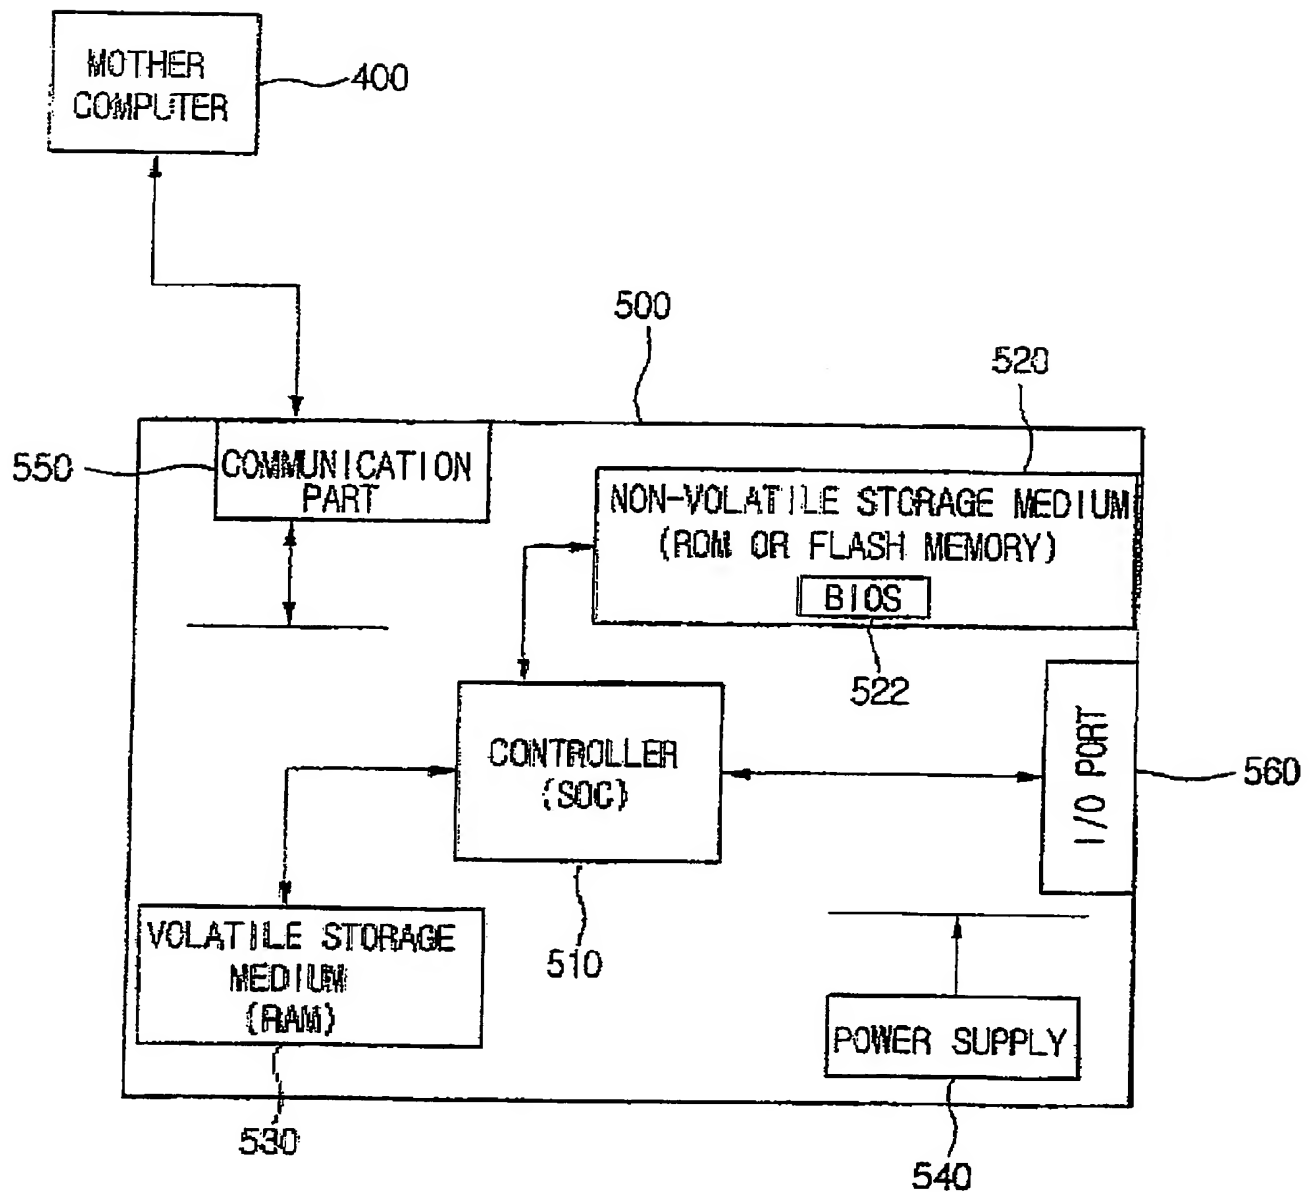 MOTHER
COMPUTER
400
500
520
550
COMMUNICATION
PART
NON-VOLATILE STORAGE MEDIUM
(ROM OR FLASH MEMORY)
BIOS
522
CONTROLLER
(SOC)
I/O PORT
560
510
VOLATILE STORAGE
MEDIUM
(RAM)
POWER SUPPLY
530
540